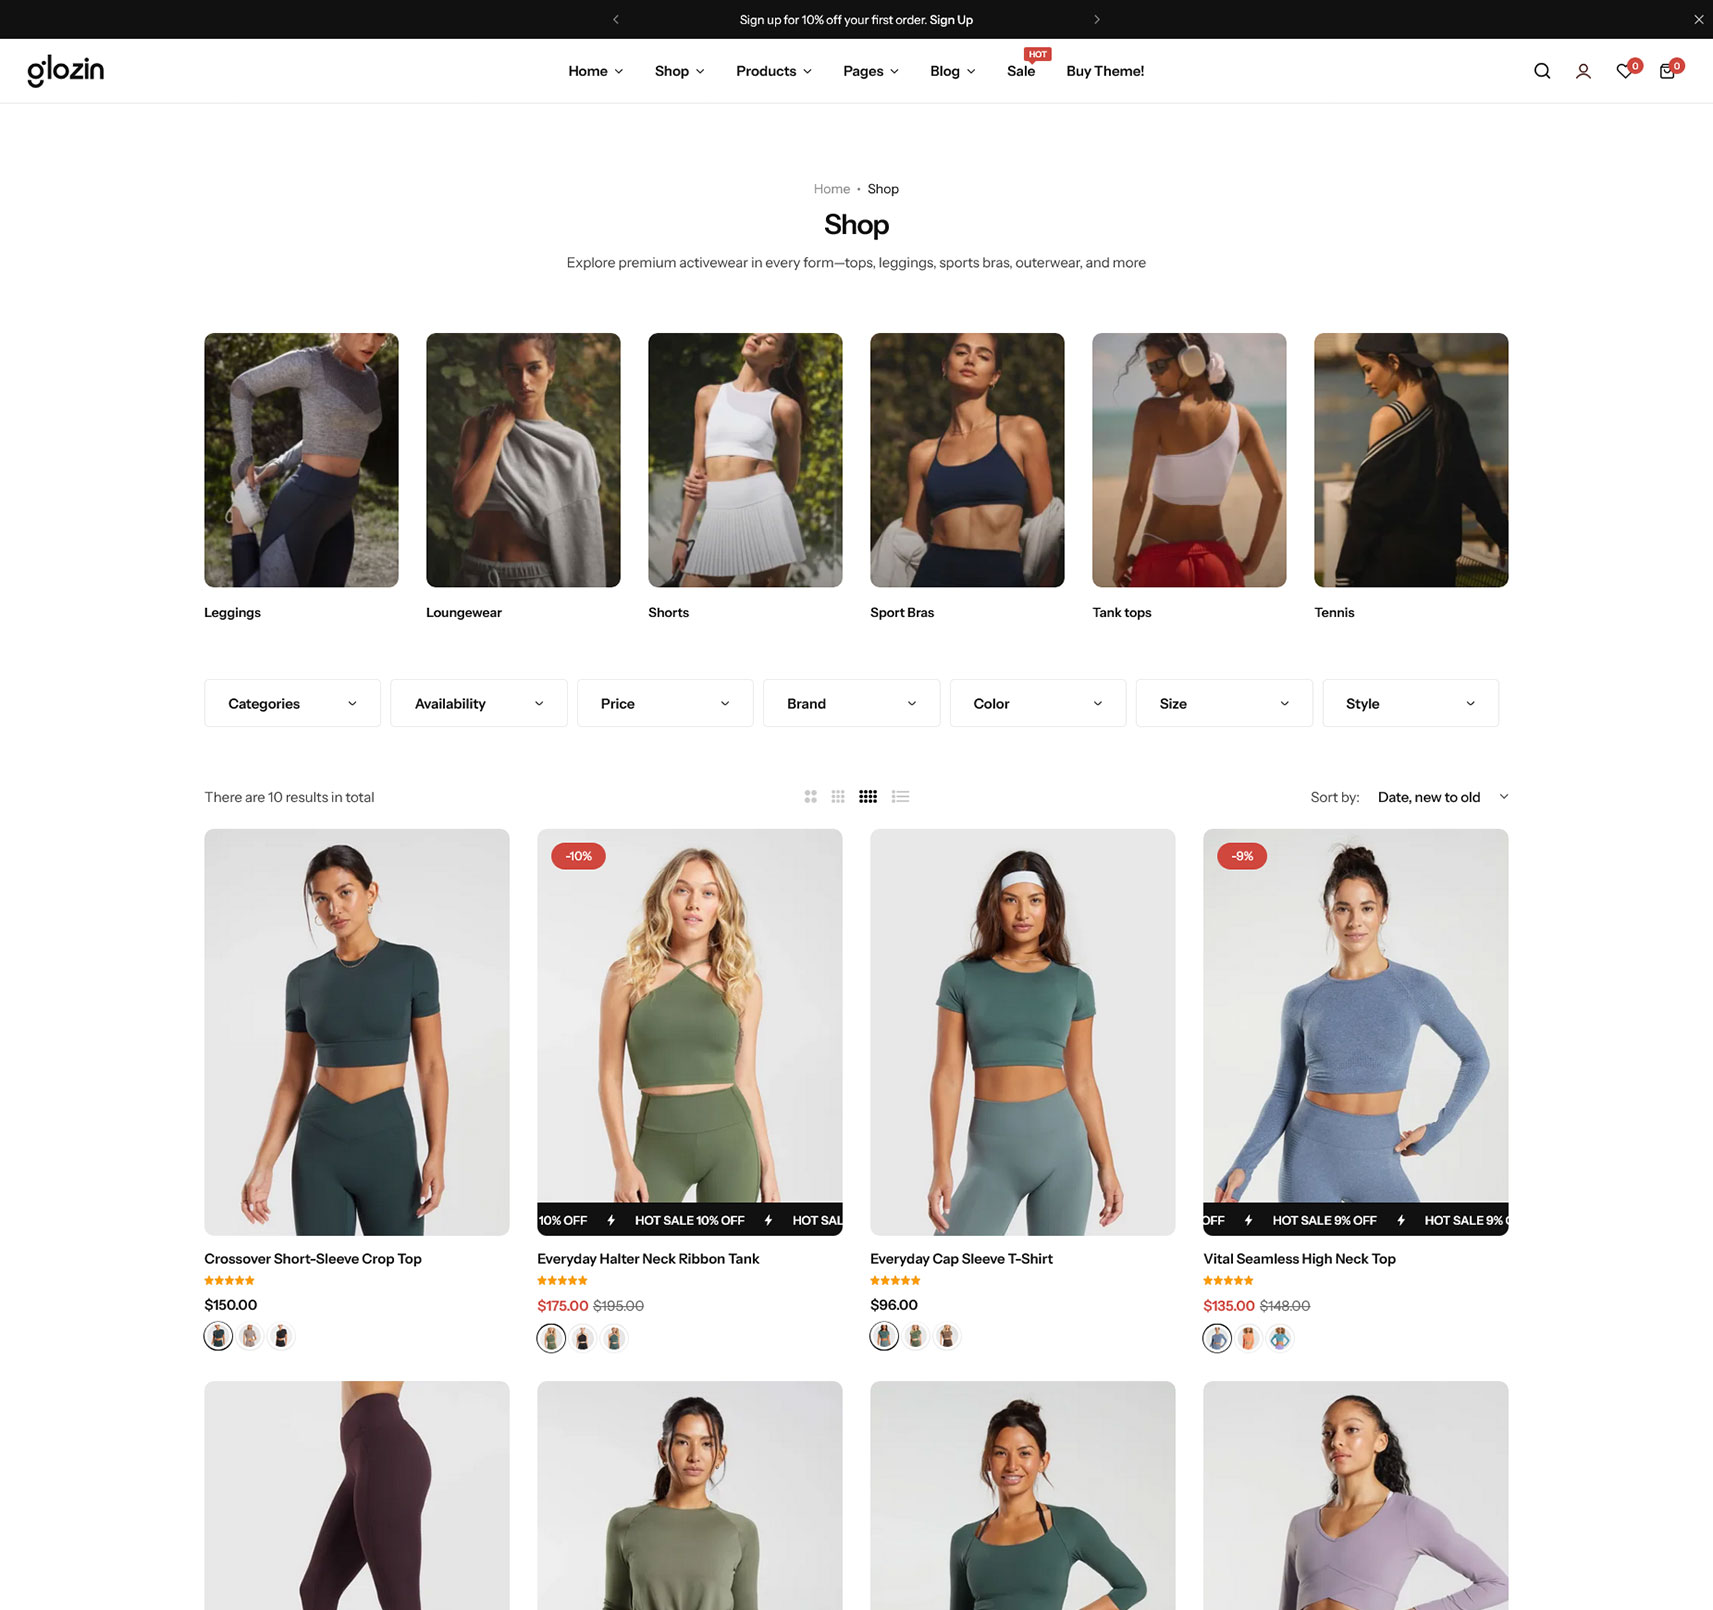 Sign up for 10% off your first order. Sign Up
glozin
Home
Shop
Products
Pages
Blog
Sale
HOT
Buy Theme!
0
0
Home • Shop
Shop
Explore premium activewear in every form—tops, leggings, sports bras, outerwear, and more
Leggings
Loungewear
Shorts
Sport Bras
Tank tops
Tennis
Categories
Availability
Price
Brand
Color
Size
Style
There are 10 results in total
Sort by: Date, new to old
-10%
-9%
10% OFF HOT SALE 10% OFF HOT SAL
OFF HOT SALE 9% OFF HOT SALE 9%
Crossover Short-Sleeve Crop Top
$150.00
Everyday Halter Neck Ribbon Tank
$175.00 $195.00
Everyday Cap Sleeve T-Shirt
$96.00
Vital Seamless High Neck Top
$135.00 $148.00